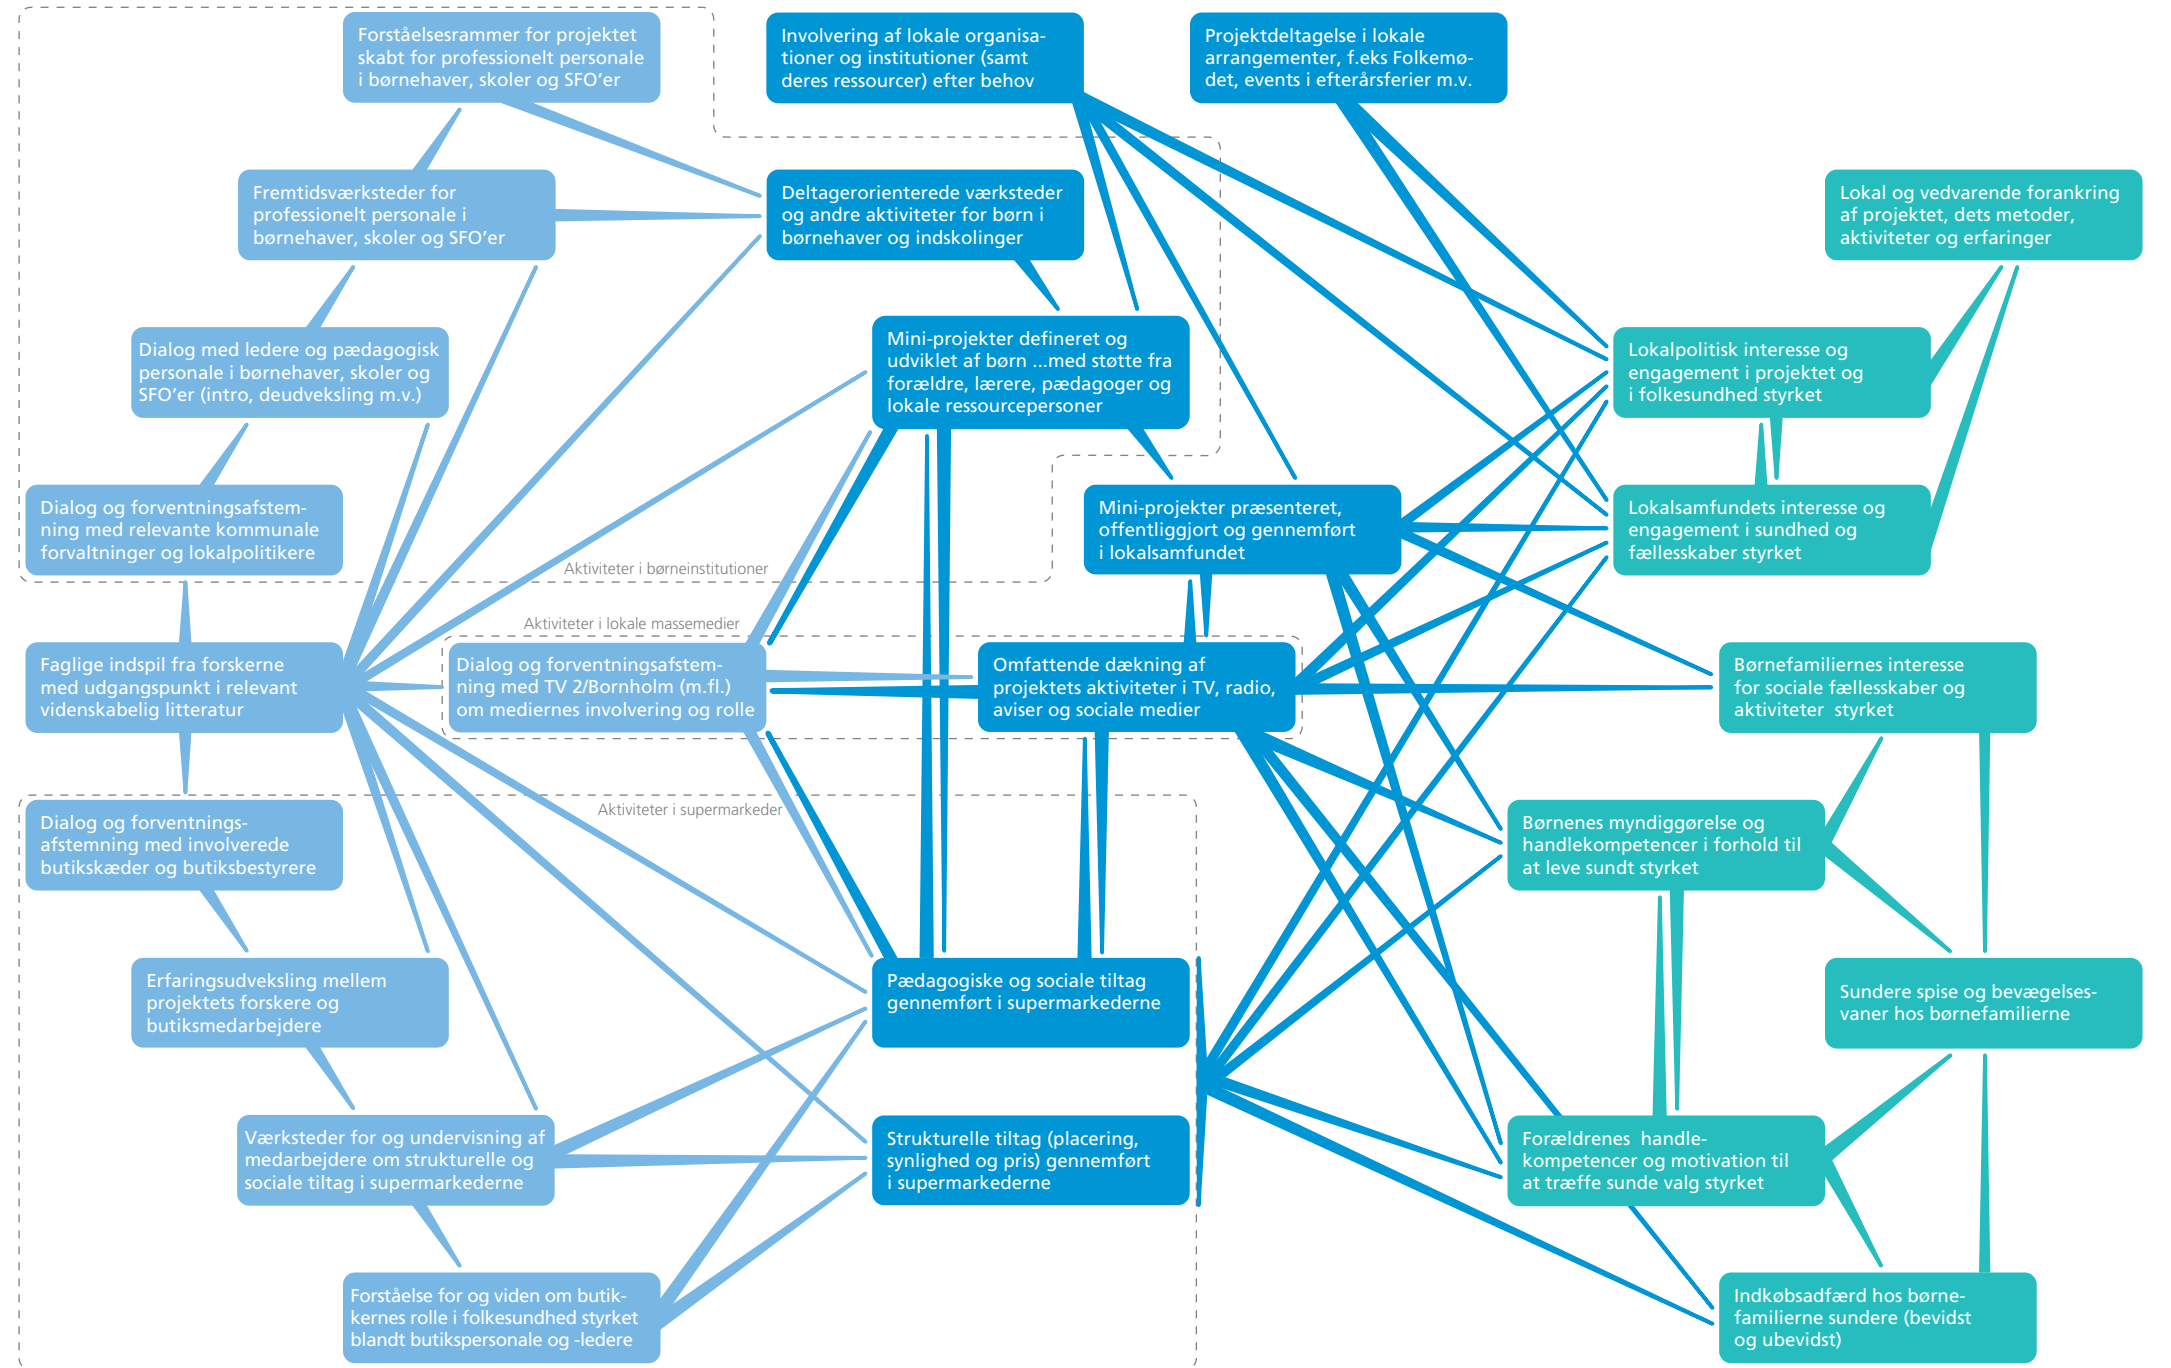 Forståelsesrammer for projektet
skabt for professionelt personale
i børnehaver, skoler og SFO’er
Involvering af lokale organisa-
tioner og institutioner (samt
deres ressourcer) efter behov
Projektdeltagelse i lokale
arrangementer, f.eks Folkemø-
det, events i efterårsferier m.v.
Fremtidsværksteder for
professionelt personale i
børnehaver, skoler og SFO’er
Deltagerorienterede værksteder
og andre aktiviteter for børn i
børnehaver og indskolinger
Lokal og vedvarende forankring
af projektet, dets metoder,
aktiviteter og erfaringer
Dialog med ledere og pædagogisk
personale i børnehaver, skoler og
SFO’er (intro, deudveksling m.v.)
Mini-projekter defineret og
udviklet af børn ...med støtte fra
forældre, lærere, pædagoger og
lokale ressourcepersoner
Lokalpolitisk interesse og
engagement i projektet og
i folkesundhed styrket
Dialog og forventningsafstem-
ning med relevante kommunale
forvaltninger og lokalpolitikere
Mini-projekter præsenteret,
offentliggjort og gennemført
i lokalsamfundet
Lokalsamfundets interesse og
engagement i sundhed og
fællesskaber styrket
Aktiviteter i børneinstitutioner
Aktiviteter i lokale massemedier
Faglige indspil fra forskerne
med udgangspunkt i relevant
videnskabelig litteratur
Dialog og forventningsafstem-
ning med TV 2/Bornholm (m.fl.)
om mediernes involvering og rolle
Omfattende dækning af
projektets aktiviteter i TV, radio,
aviser og sociale medier
Børnefamiliernes interesse
for sociale fællesskaber og
aktiviteter styrket
Aktiviteter i supermarkeder
Dialog og forventnings-
afstemning med involverede
butikskæder og butiksbestyrere
Børnenes myndiggørelse og
handlekompetencer i forhold til
at leve sundt styrket
Erfaringsudveksling mellem
projektets forskere og
butiksmedarbejdere
Pædagogiske og sociale tiltag
gennemført i supermarkederne
Sundere spise og bevægelses-
vaner hos børnefamilierne
Værksteder for og undervisning af
medarbejdere om strukturelle og
sociale tiltag i supermarkederne
Strukturelle tiltag (placering,
synlighed og pris) gennemført
i supermarkederne
Forældrenes handle-
kompetencer og motivation til
at træffe sunde valg styrket
Forståelse for og viden om butik-
kernes rolle i folkesundhed styrket
blandt butikspersonale og -ledere
Indkøbsadfærd hos børne-
familierne sundere (bevidst
og ubevidst)